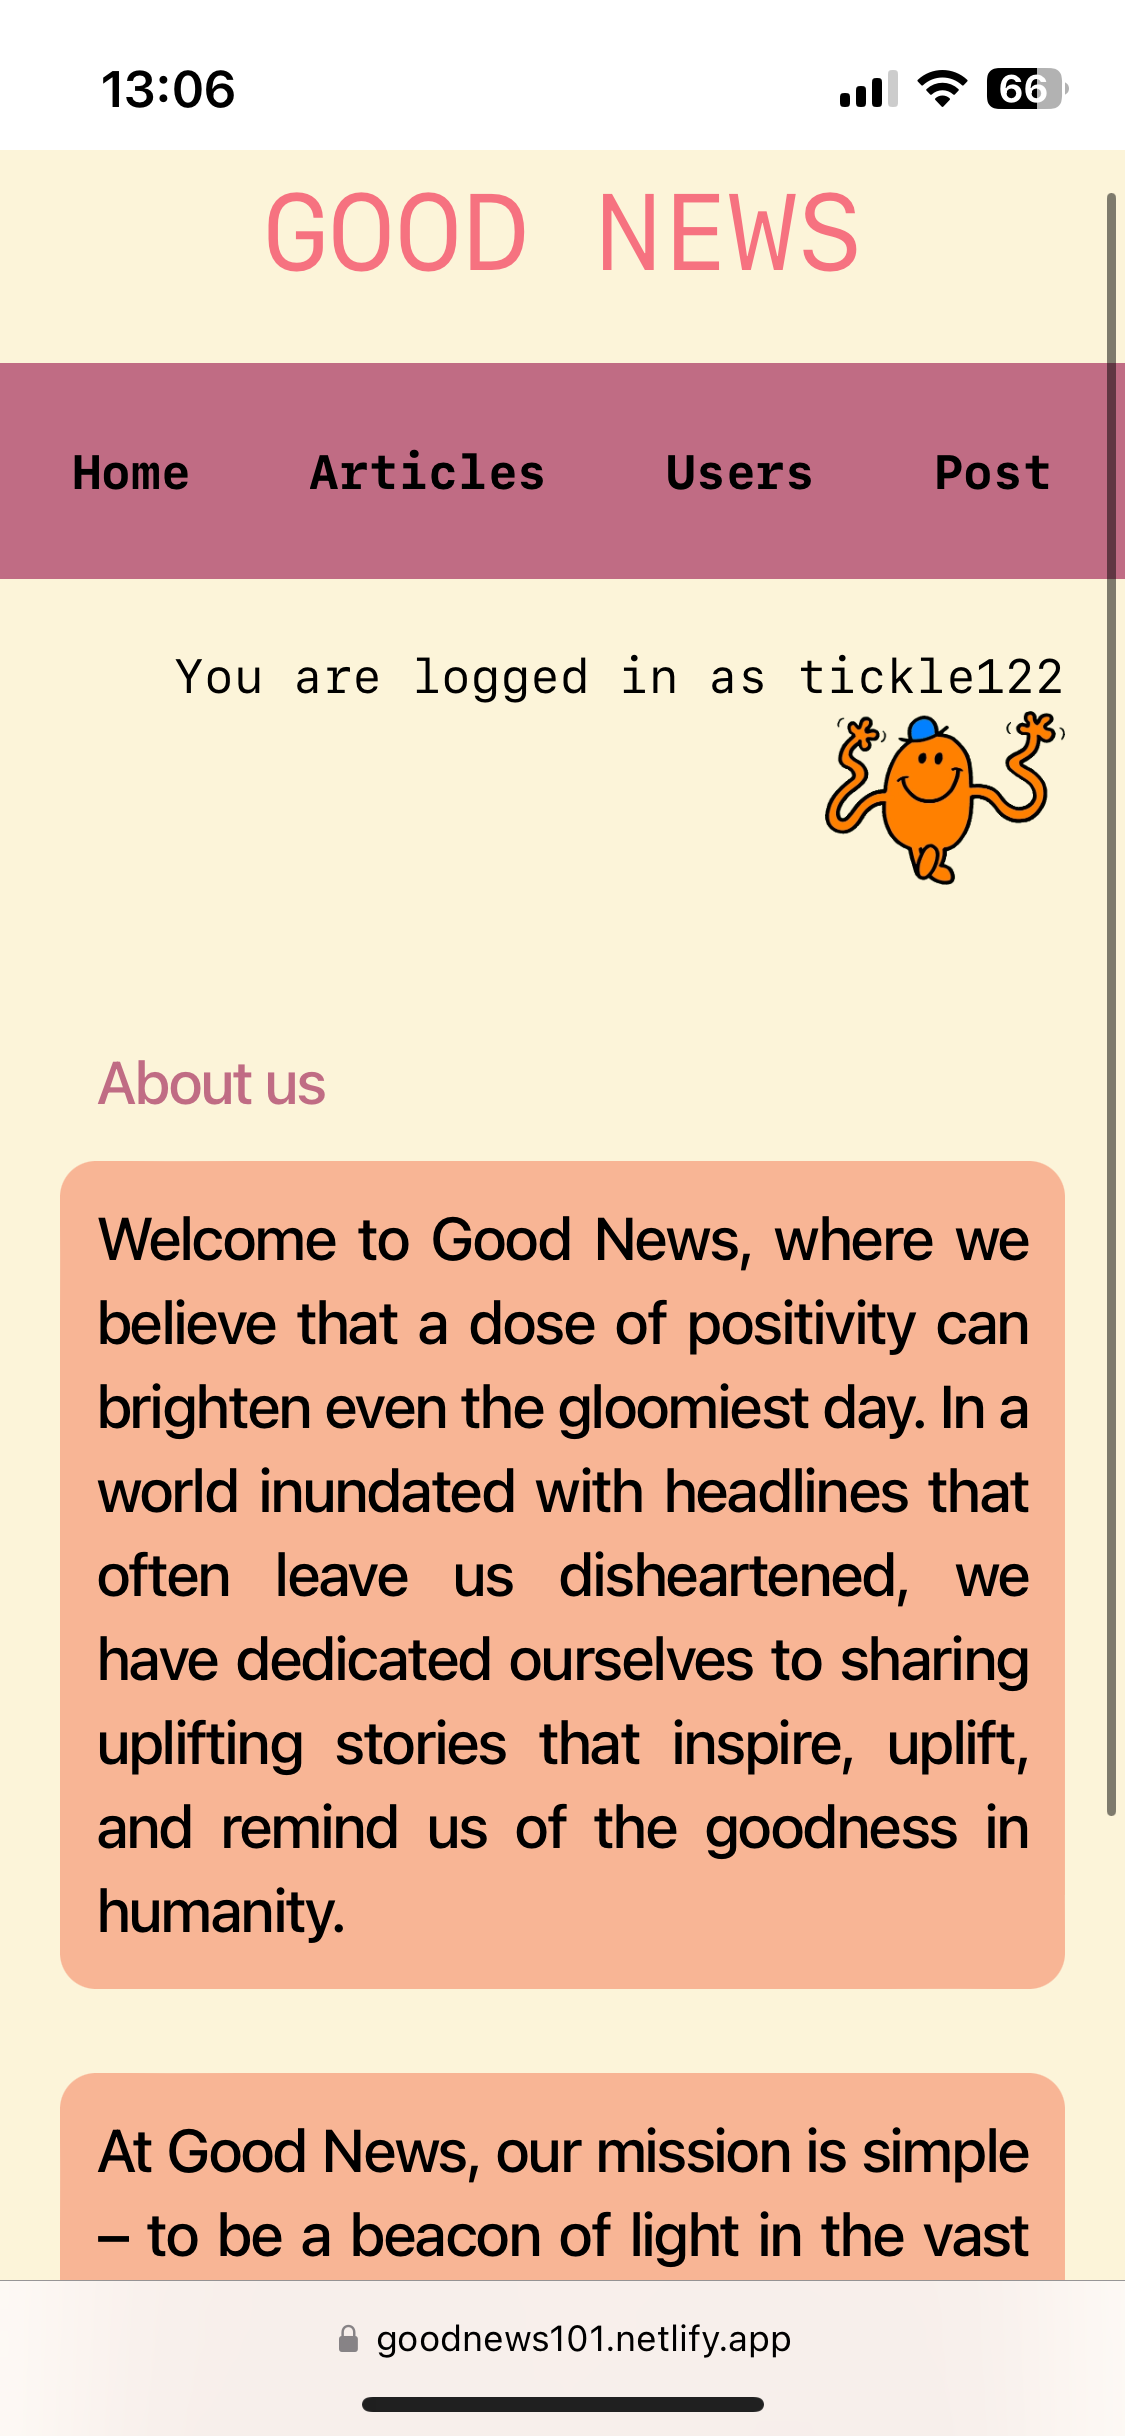 13:06
66
GOOD NEWS
Home Articles Users Post
You are logged in as tickle122
About us
Welcome to Good News, where we
believe that a dose of positivity can
brighten even the gloomiest day. In a
world inundated with headlines that
often leave us disheartened, we
have dedicated ourselves to sharing
uplifting stories that inspire, uplift,
and remind us of the goodness in
humanity.
At Good News, our mission is simple
– to be a beacon of light in the vast
goodnews101.netlify.app